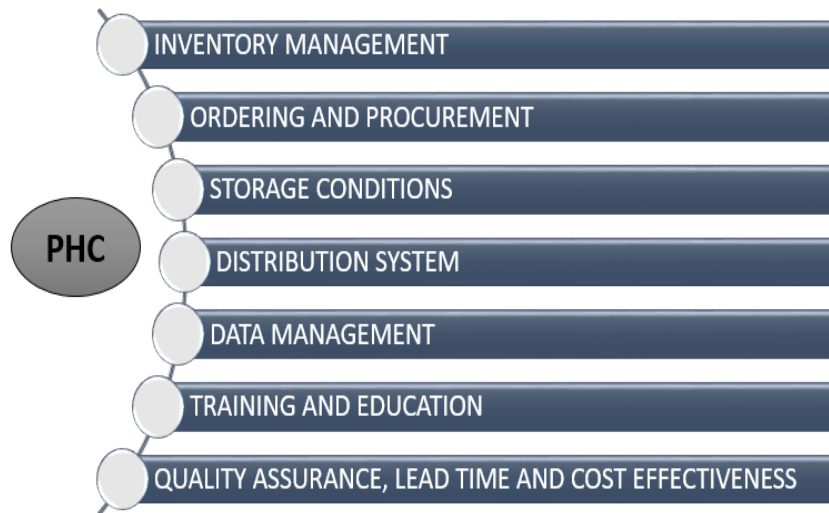 INVENTORY MANAGEMENT
ORDERING AND PROCUREMENT
STORAGE CONDITIONS
PHC
DISTRIBUTION SYSTEM
DATA MANAGEMENT
TRAINING AND EDUCATION
QUALITY ASSURANCE, LEAD TIME AND COST EFFECTIVENESS